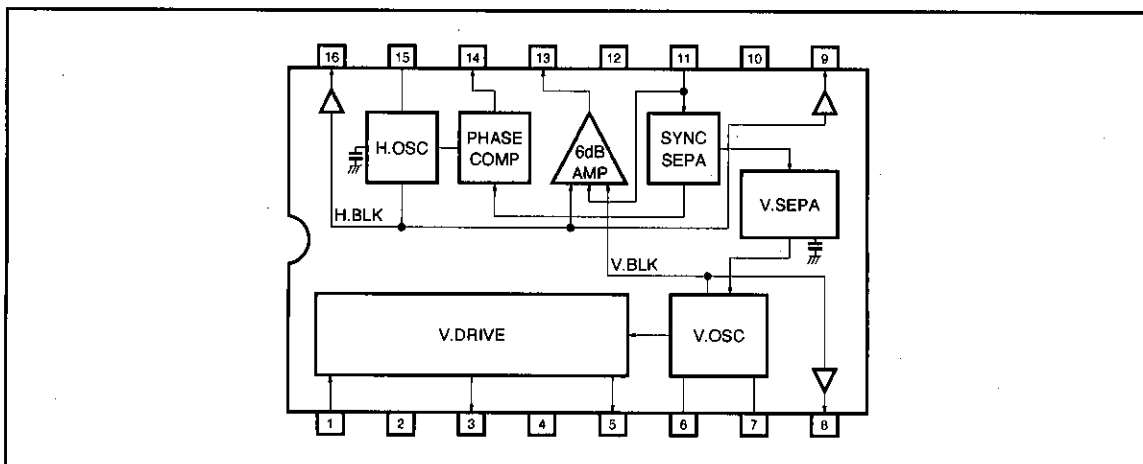 16 15 14 13 12 11 10 9
H.OSC
PHASE
COMP
6dB
AMP
SYNC
SEPA
V.SEPA
H.BLK
V.BLK
V.DRIVE
V.OSC
1 2 3 4 5 6 7 8